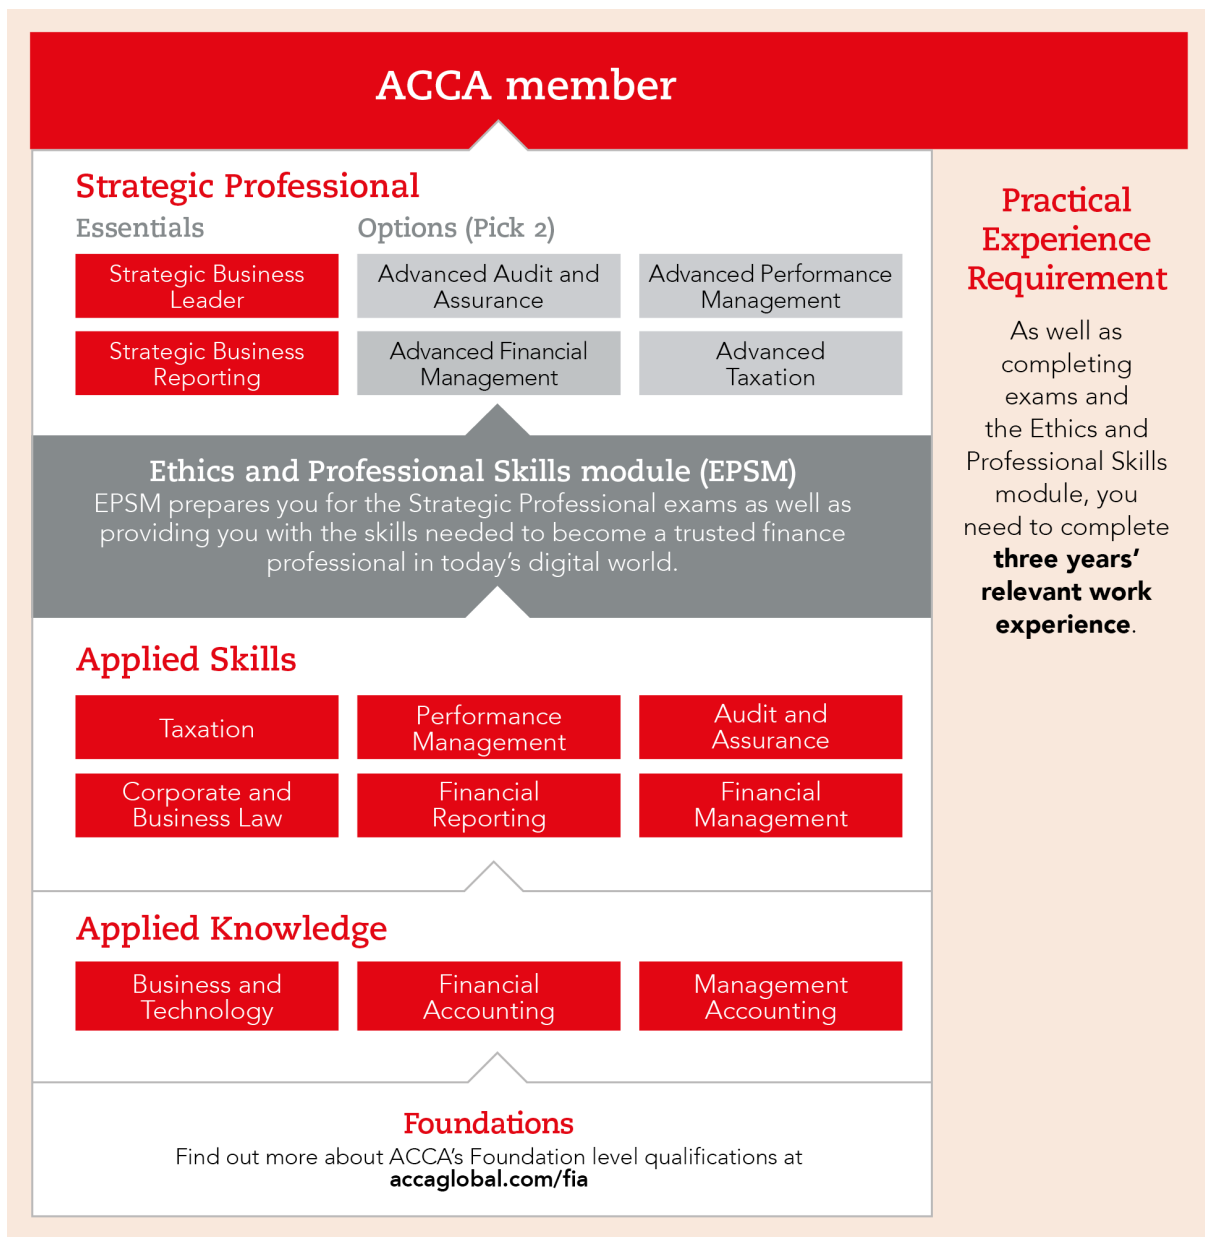 ACCA member
Strategic Professional
Essentials
Options (Pick 2)
Strategic Business
Leader
Advanced Audit and
Assurance
Advanced Performance
Management
Strategic Business
Reporting
Advanced Financial
Management
Advanced
Taxation
Ethics and Professional Skills module (EPSM)
EPSM prepares you for the Strategic Professional exams as well as
providing you with the skills needed to become a trusted finance
professional in today’s digital world.
Applied Skills
Taxation
Performance
Management
Audit and
Assurance
Corporate and
Business Law
Financial
Reporting
Financial
Management
Applied Knowledge
Business and
Technology
Financial
Accounting
Management
Accounting
Foundations
Find out more about ACCA’s Foundation level qualifications at
accaglobal.com/fia
Practical
Experience
Requirement
As well as
completing
exams and
the Ethics and
Professional Skills
module, you
need to complete
three years’
relevant work
experience.